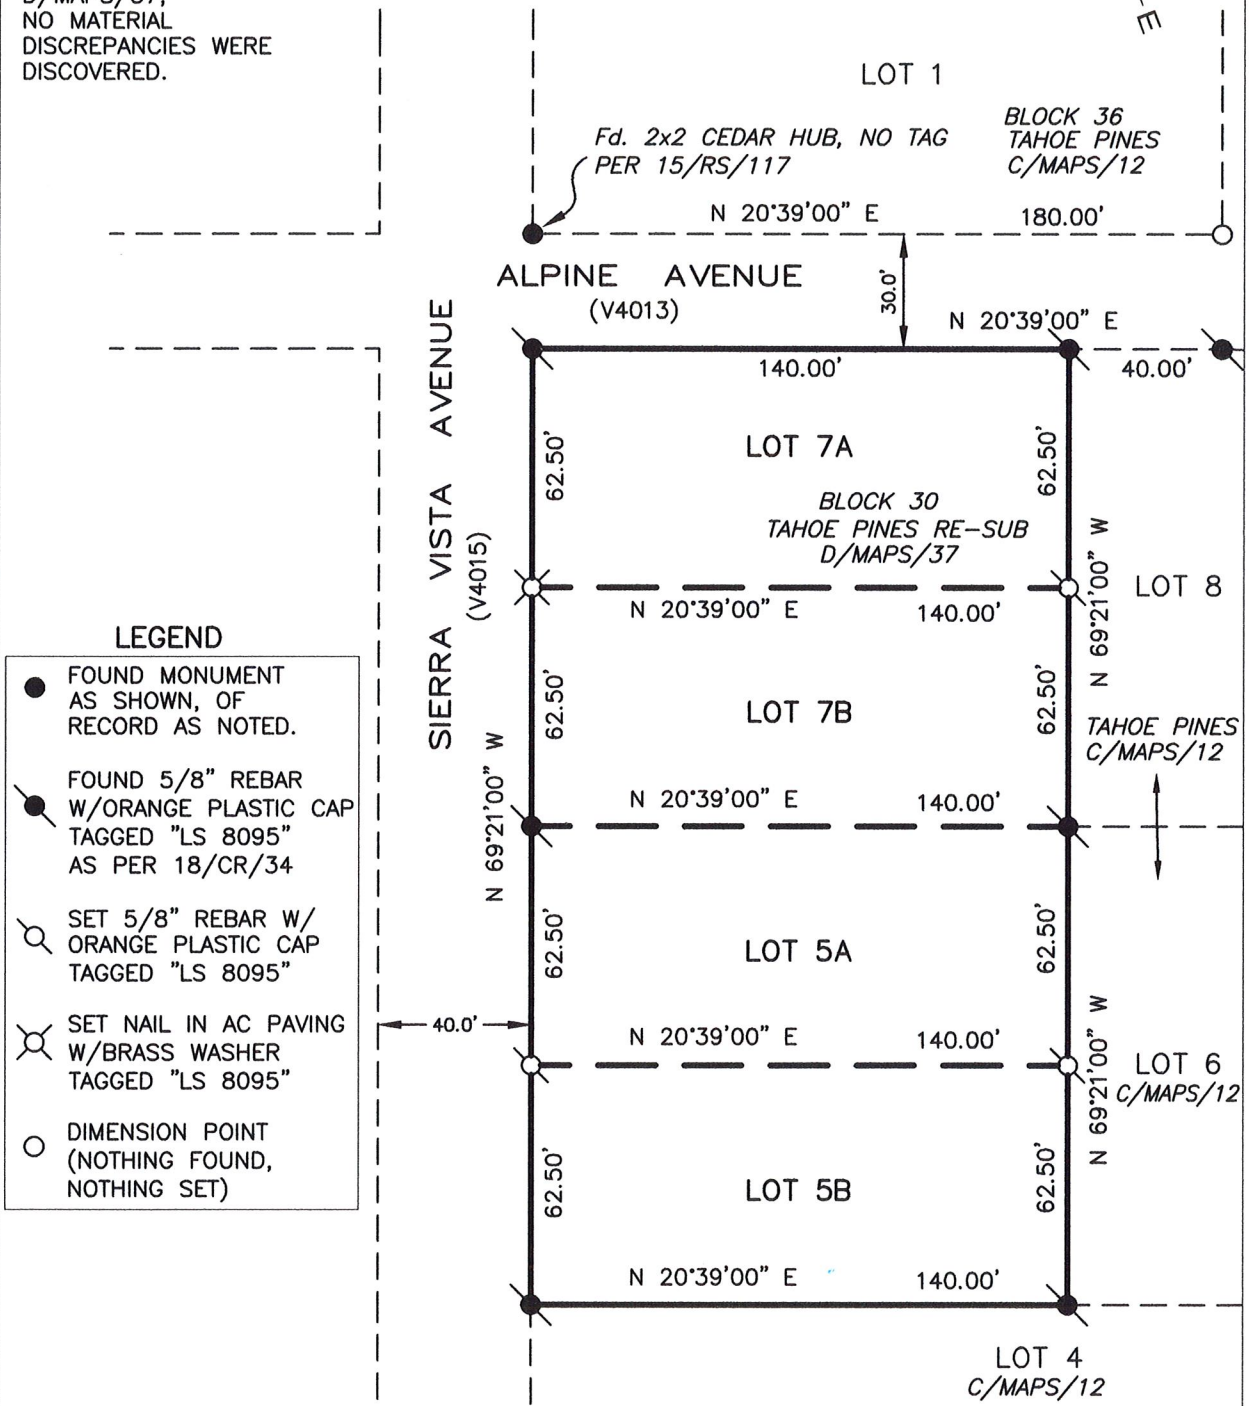 D/MAPS/37,
NO MATERIAL
DISCREPANCIES WERE
DISCOVERED.
E
LOT 1
BLOCK 36
TAHOE PINES
C/MAPS/12
Fd. 2x2 CEDAR HUB, NO TAG
PER 15/RS/117
N 20°39'00" E 180.00'
ALPINE AVENUE
(V4013)
30.0'
N 20°39'00" E
140.00'
40.00'
SIERRA VISTA AVENUE
(V4015)
62.50'
LOT 7A
62.50'
BLOCK 30
TAHOE PINES RE-SUB
D/MAPS/37
N 20°39'00" E 140.00'
N 69°21'00" W
LOT 8
62.50'
LOT 7B
62.50'
TAHOE PINES
C/MAPS/12
N 69°21'00" W
N 20°39'00" E 140.00'
62.50'
LOT 5A
62.50'
40.0'
N 20°39'00" E 140.00'
N 69°21'00" W
LOT 6
C/MAPS/12
62.50'
LOT 5B
62.50'
N 20°39'00" E 140.00'
LOT 4
C/MAPS/12
LEGEND
FOUND MONUMENT
AS SHOWN, OF
RECORD AS NOTED.
FOUND 5/8" REBAR
W/ORANGE PLASTIC CAP
TAGGED "LS 8095"
AS PER 18/CR/34
SET 5/8" REBAR W/
ORANGE PLASTIC CAP
TAGGED "LS 8095"
SET NAIL IN AC PAVING
W/BRASS WASHER
TAGGED "LS 8095"
DIMENSION POINT
(NOTHING FOUND,
NOTHING SET)